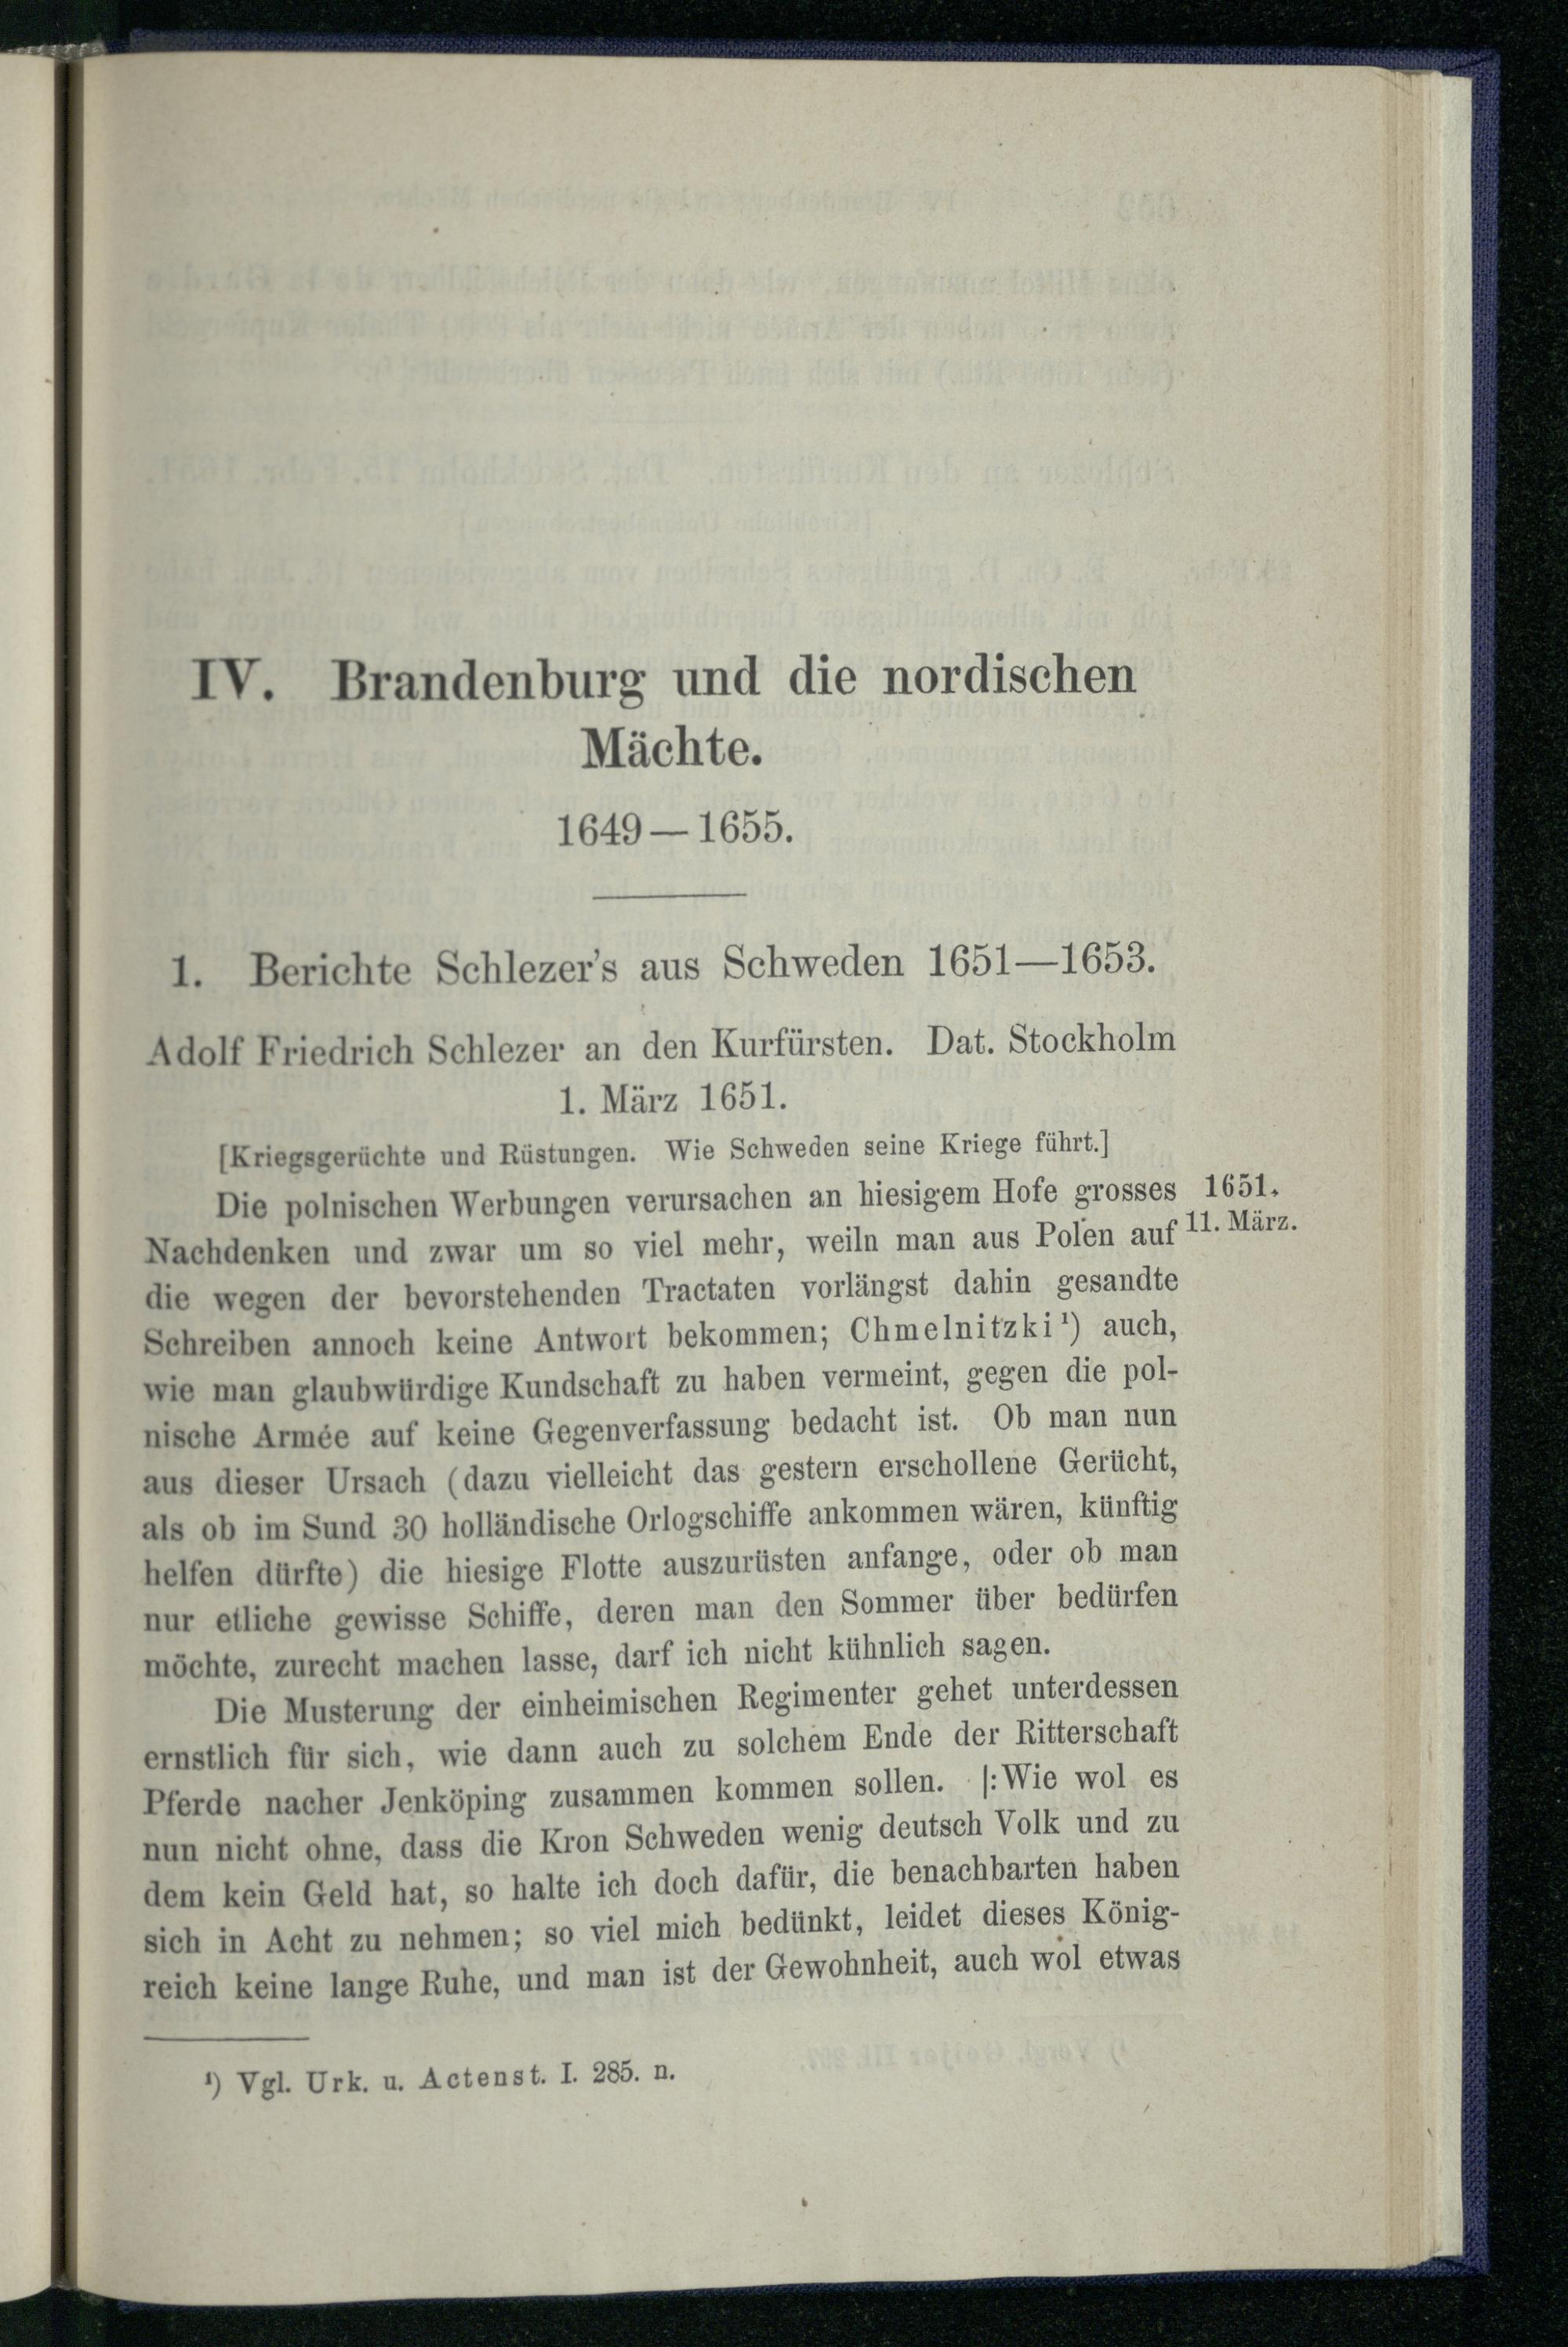 IV. Brandenburg und die nordischen
Mächte.
1649—1655.
1. Berichte Schlezer's aus Schweden 1651—1653.
Adolf Friedrich Schlezer an den Kurfürsten. Dat. Stockholm
1. März 1651.
[Kriegsgerüchte und Rüstungen. Wie Schweden seine Kriege führt.]
Die polnischen Werbungen verursachen an hiesigem Hofe grosses
1651.
Nachdenken und zwar um so viel mehr, weiln man aus Polen auf
11. März.
die wegen der bevorstehenden Tractaten vorlängst dahin gesandte
Schreiben annoch keine Antwort bekommen; Chmelnitzki¹) auch,
wie man glaubwürdige Kundschaft zu haben vermeint, gegen die pol-
nische Armée auf keine Gegenverfassung bedacht ist. Ob man nun
aus dieser Ursach (dazu vielleicht das gestern erschollene Gerücht,
als ob im Sund 30 holländische Orlogschiffe ankommen wären, künftig
helfen dürfte) die hiesige Flotte auszurüsten anfange, oder ob man
nur etliche gewisse Schiffe, deren man den Sommer über bedürfen
möchte, zurecht machen lasse, darf ich nicht kühnlich sagen.
Die Musterung der einheimischen Regimenter gehet unterdessen
ernstlich für sich, wie dann auch zu solchem Ende der Ritterschaft
Pferde nacher Jenköping zusammen kommen sollen. |:Wie wol es
nun nicht ohne, dass die Kron Schweden wenig deutsch Volk und zu
dem kein Geld hat, so halte ich doch dafür, die benachbarten haben
sich in Acht zu nehmen; so viel mich bedünkt, leidet dieses König-
reich keine lange Ruhe, und man ist der Gewohnheit, auch wol etwas
¹) Vgl. Urk. u. Actenst. I. 285. n.